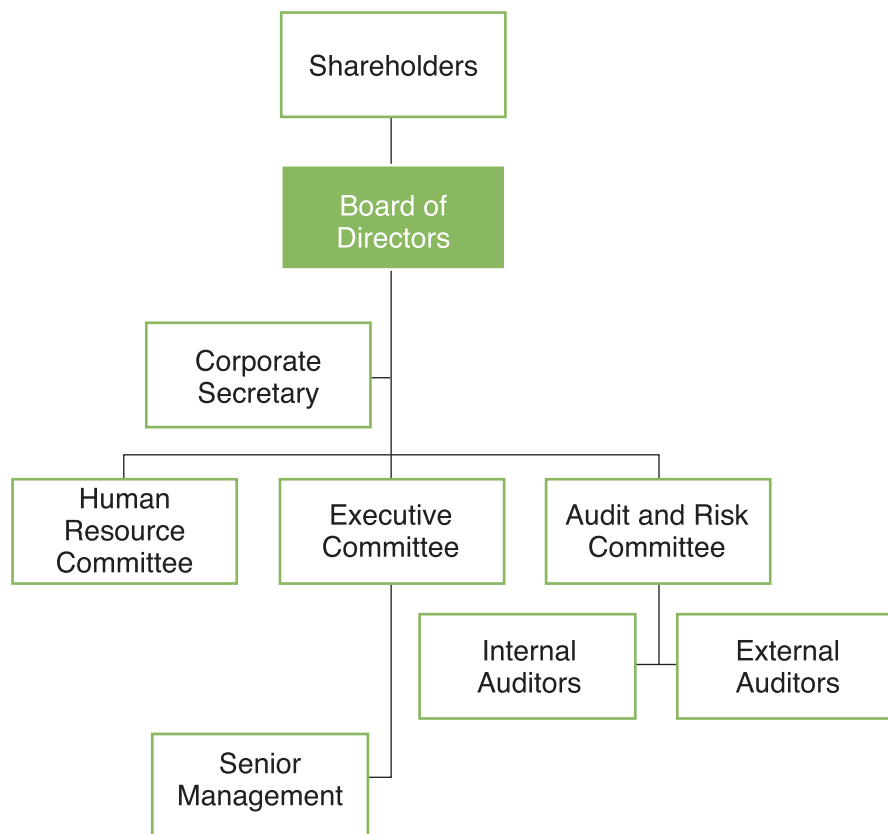 Shareholders
Board of
Directors
Corporate
Secretary
Human
Resource
Committee
Executive
Committee
Audit and Risk
Committee
Internal
Auditors
External
Auditors
Senior
Management